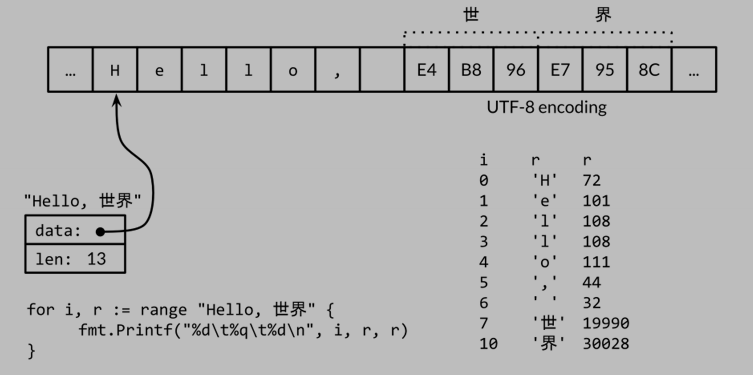 世 界
… H e l l o , E4 B8 96 E7 95 8C …
UTF-8 encoding
"Hello, 世界"
data:
len: 13
for i, r := range "Hello, 世界" {
fmt.Printf("%d\t%q\t%d\n", i, r, r)
}
i r r
0 'H' 72
1 'e' 101
2 'l' 108
3 'l' 108
4 'o' 111
5 ',' 44
6 ' ' 32
7 '世' 19990
10 '界' 30028